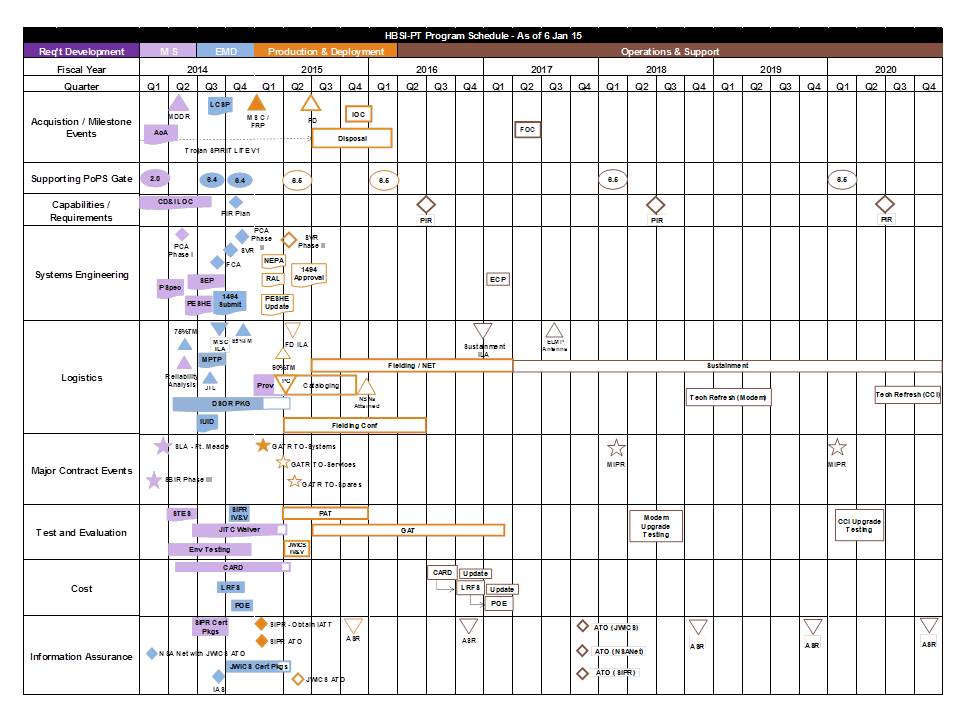 HBSI-PT Program Schedule - As of 6 Jan 15
Req't Development M S EMD Production & Deployment Operations & Support
Fiscal Year 2014 2015 2016 2017 2018 2019 2020
Quarter Q1 Q2 Q3 Q4 Q1 Q2 Q3 Q4 Q1 Q2 Q3 Q4 Q1 Q2 Q3 Q4 Q1 Q2 Q3 Q4 Q1 Q2 Q3 Q4 Q1 Q2 Q3 Q4
Acquisition / Milestone
Events
MDDR
LCSP
MSC /
FRP
FD
IOC
FOC
AoA
Disposal
Trojan SPIRIT LITE V1
Supporting PoPS Gate
2.0 6.4 6.4 6.5 6.5 6.5 6.5
Capabilities /
Requirements
CD&I LOC
PIR Plan
PIR PIR PIR
Systems Engineering
PCA
Phase I
PCA
Phase II
SVR
SVR
Phase II
FCA
NEPA
RAL
1494
Approval
PSpec
SEP
PESHE
1494
Submit
PESHE
Update
ECP
Logistics
75%TM
MSC
ILA
85%TM
FD ILA
Sustainment
ILA
ELMP
Antenna
90%TM
MPTP
Fielding / NET
Sustainment
Reliability
Analysis
JTL
Prov
PC
Cataloging
NSNs
Attained
DSOR PKG
Tech Refresh (Modem)
Tech Refresh (CCI)
IUID
Fielding Conf
Major Contract Events
SLA - Ft. Meade
SBIR Phase III
GATR TO-Systems
GATR TO-Services
GATR TO-Spares
MIPR MIPR
Test and Evaluation
STES
SIPR
IV&V
PAT
JITC Waiver
GAT
Env Testing
JWICS
IV&V
Modem
Upgrade
Testing
CCI Upgrade
Testing
Cost
CARD
LRFS
POE
CARD Update
LRFS Update
POE
Information Assurance
SIPR Cert
Pkgs
SIPR - Obtain IATT
SIPR ATO
NSA Net with JWICS ATO
JWICS Cert Pkgs
IAS
JWICS ATO
ASR ASR ASR ASR ASR
ATO (JWICS)
ATO (NSANet)
ATO (SIPR)